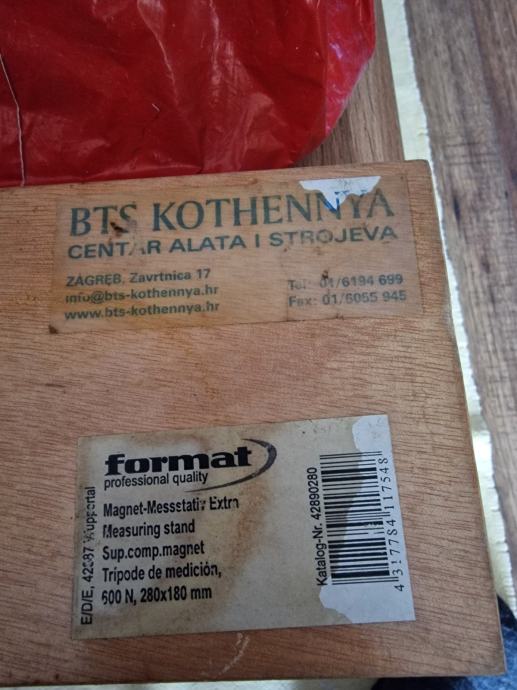 BTS KOTHENNYA
CENTAR ALATA I STROJEVA
ZAGREB, Zavrtnica 17
info@bts-kothennya.hr
www.bts-kothennya.hr
Tel: 01/6194 699
Fax: 01/6055 945
format
professional quality
Magnet-Messstativ Extra
Measuring stand
Sup.comp.magnet
Trípode de medición,
600 N, 280x180 mm
E/D/E, Wuppertal
Katalog-Nr. 42890280
4317784117548